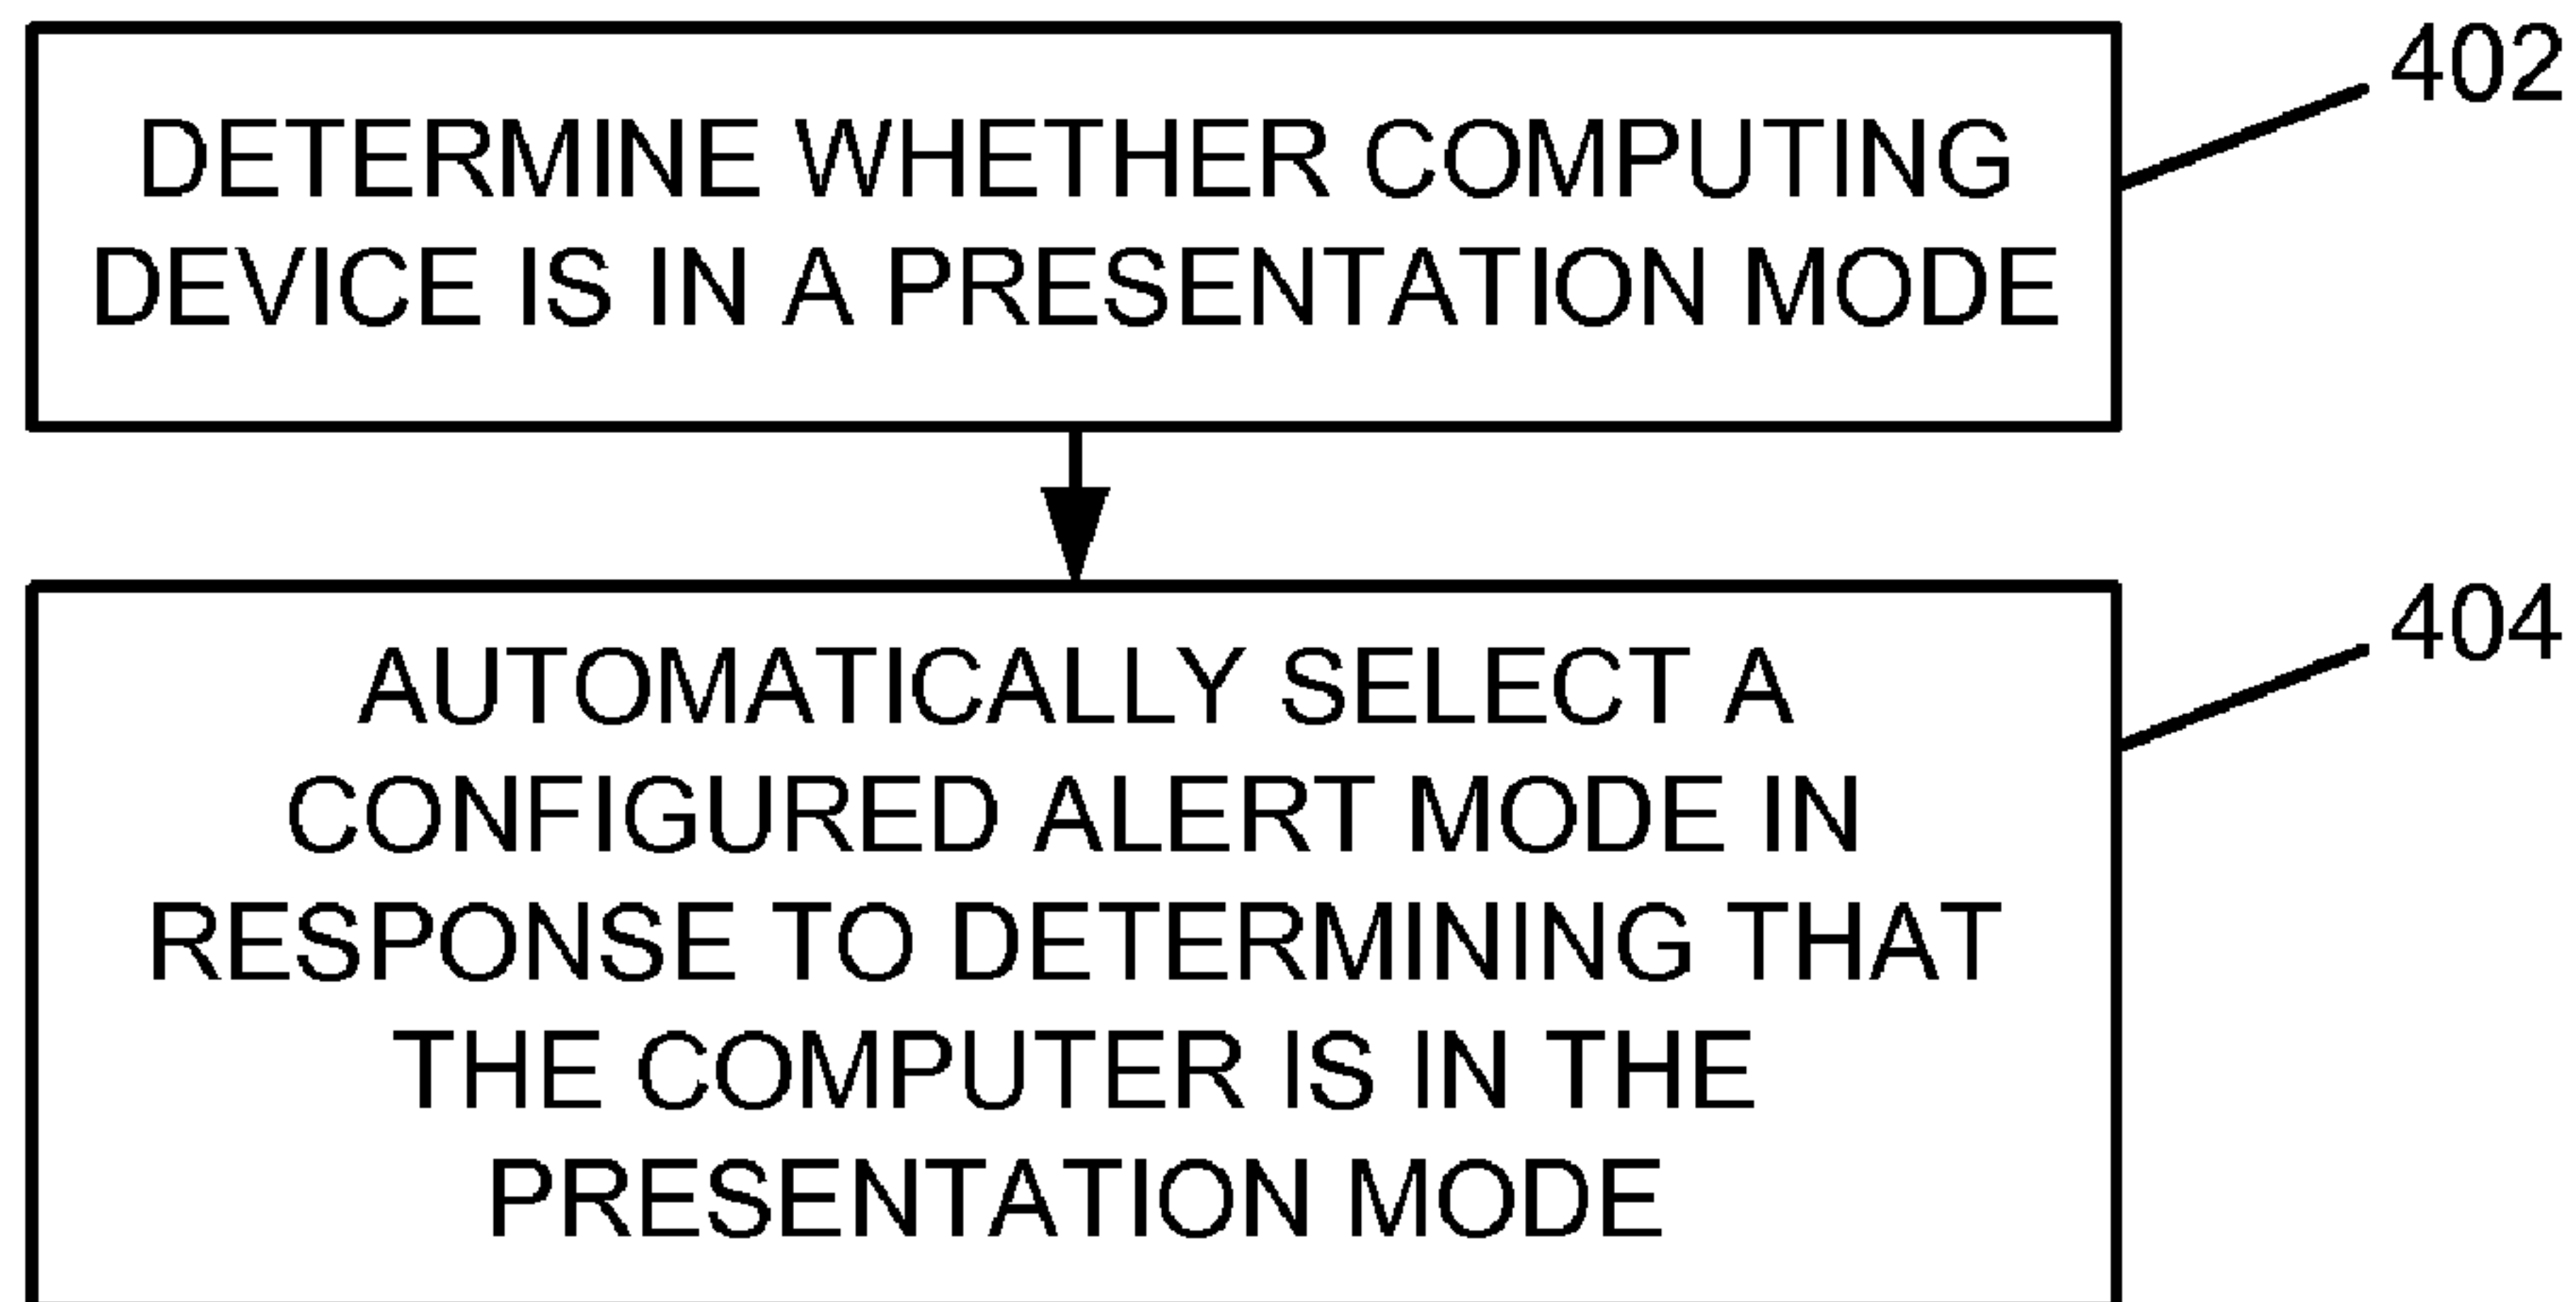 DETERMINE WHETHER COMPUTING
DEVICE IS IN A PRESENTATION MODE
402
AUTOMATICALLY SELECT A
CONFIGURED ALERT MODE IN
RESPONSE TO DETERMINING THAT
THE COMPUTER IS IN THE
PRESENTATION MODE
404